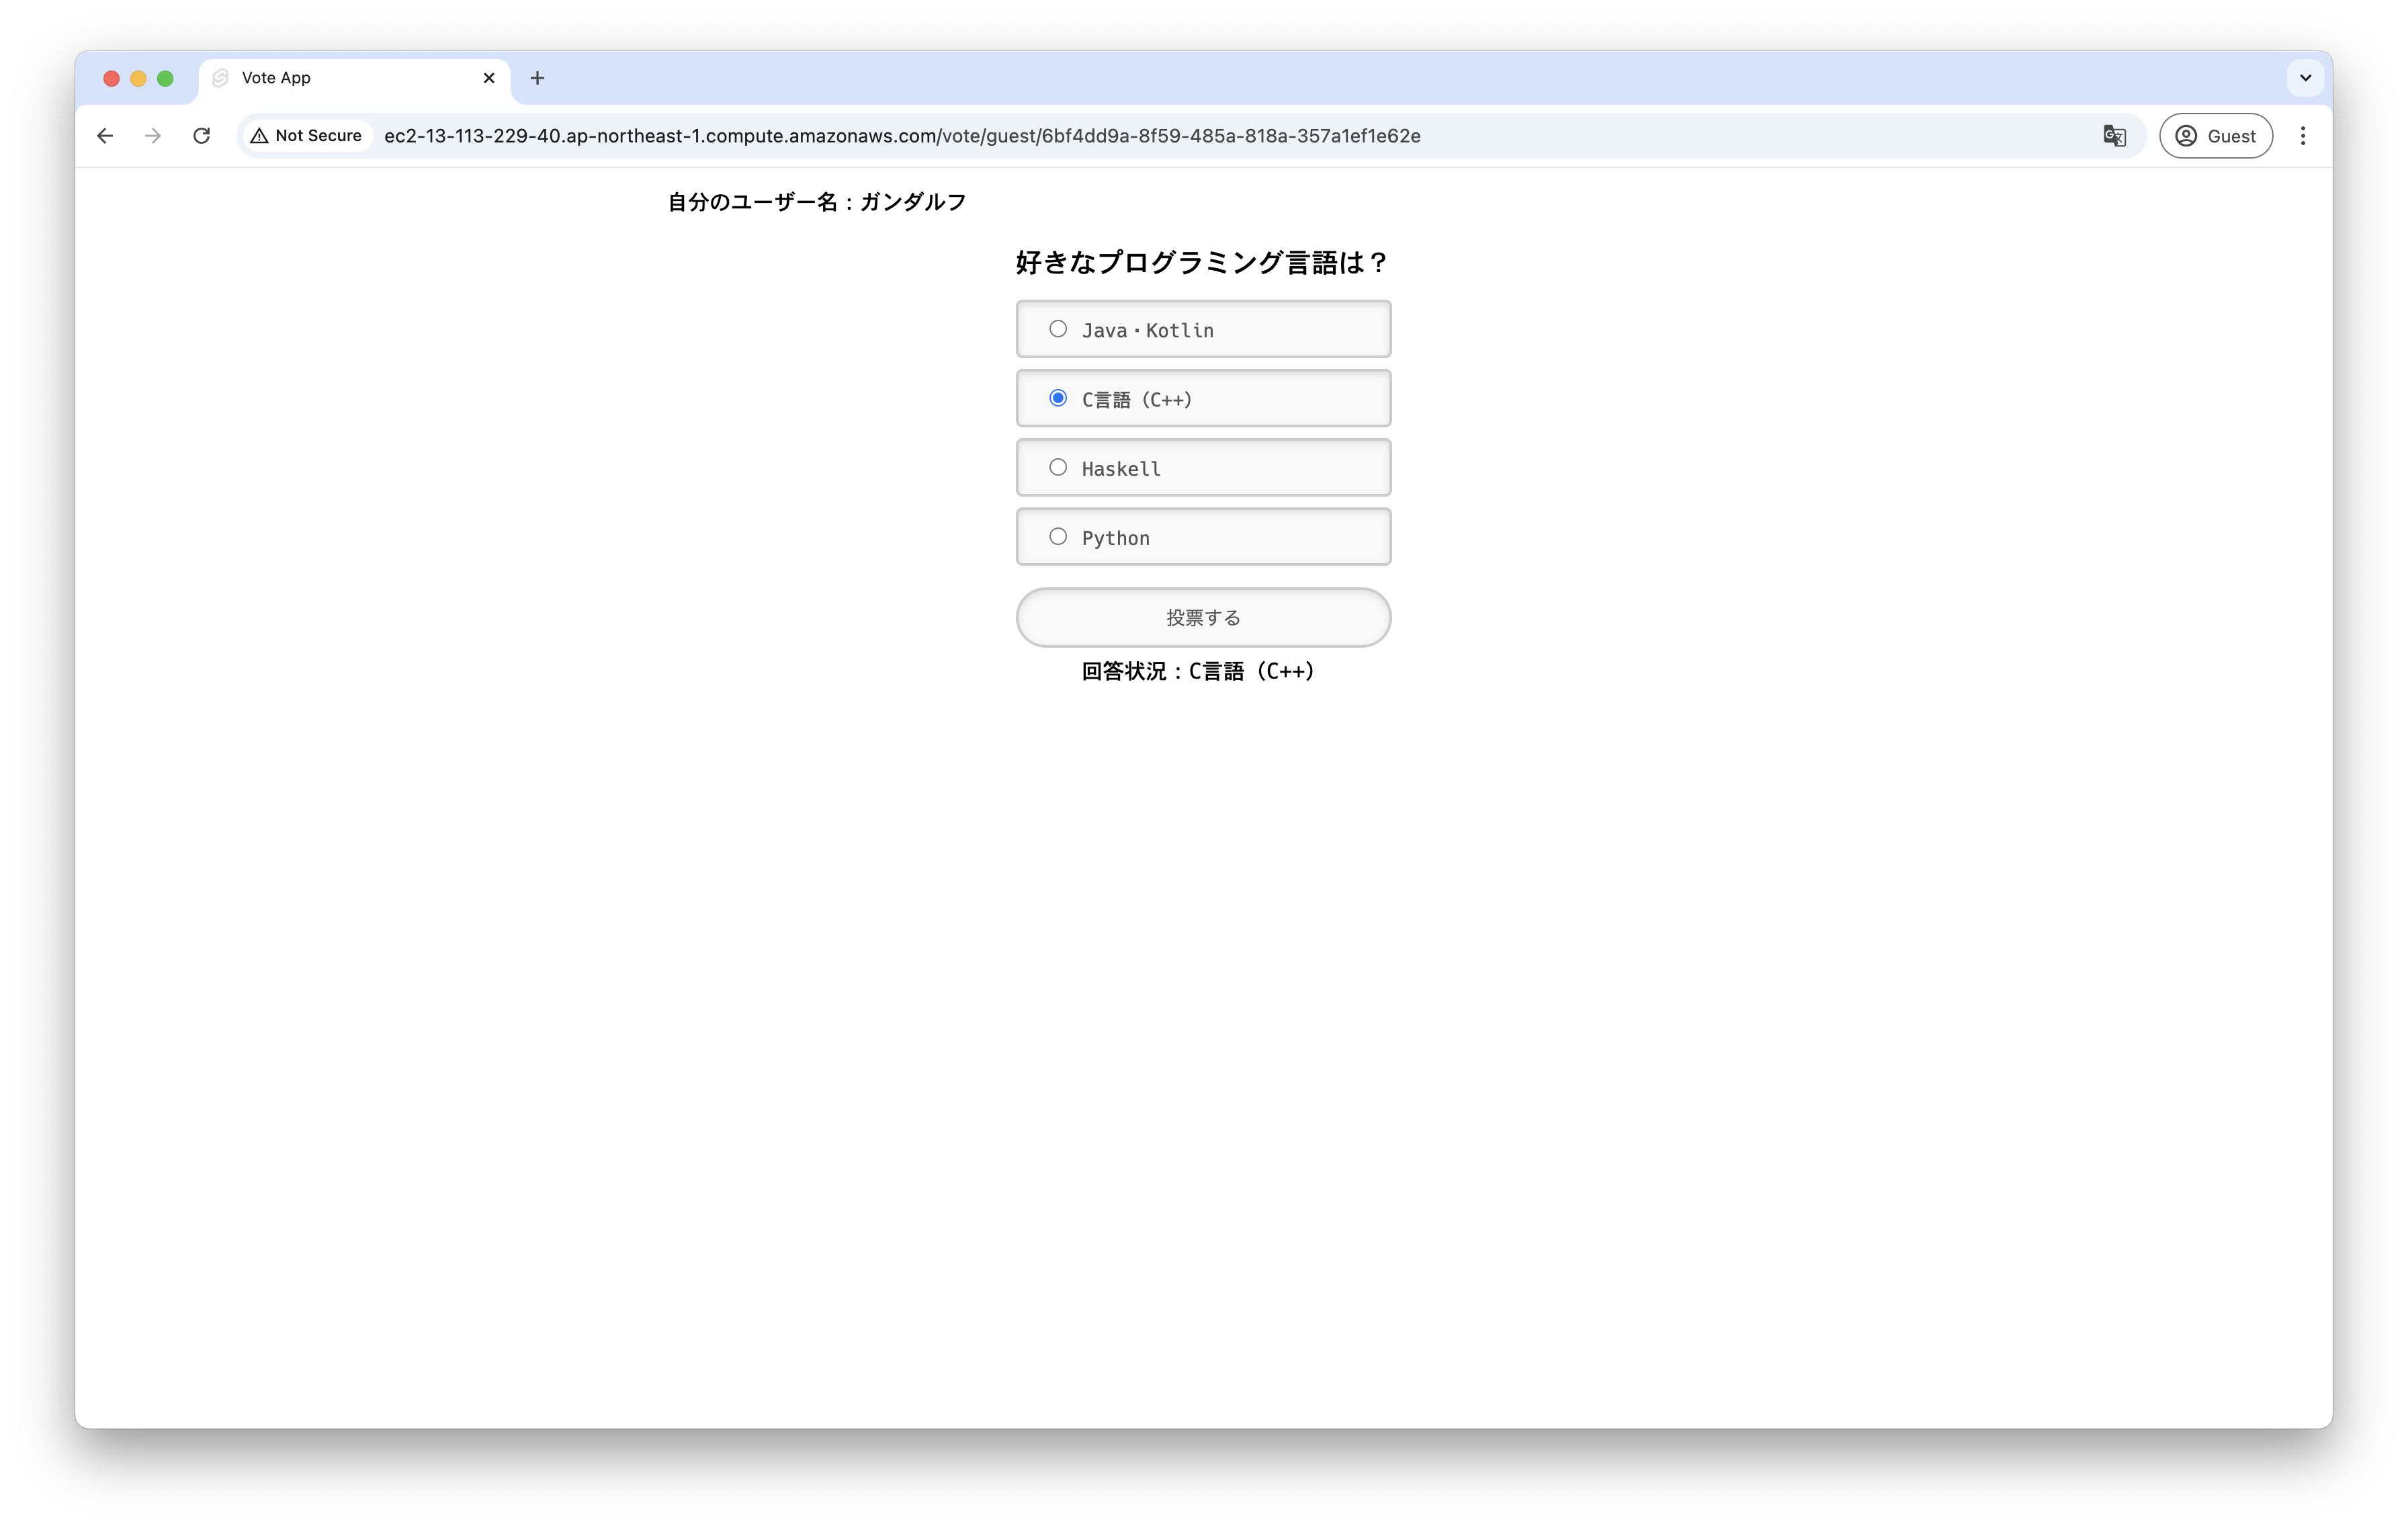 Vote App
Not Secure ec2-13-113-229-40.ap-northeast-1.compute.amazonaws.com/vote/guest/6bf4dd9a-8f59-485a-818a-357a1ef1e62e Guest
自分のユーザー名：ガンダルフ
好きなプログラミング言語は？
Java・Kotlin
C言語（C++）
Haskell
Python
投票する
回答状況：C言語（C++）